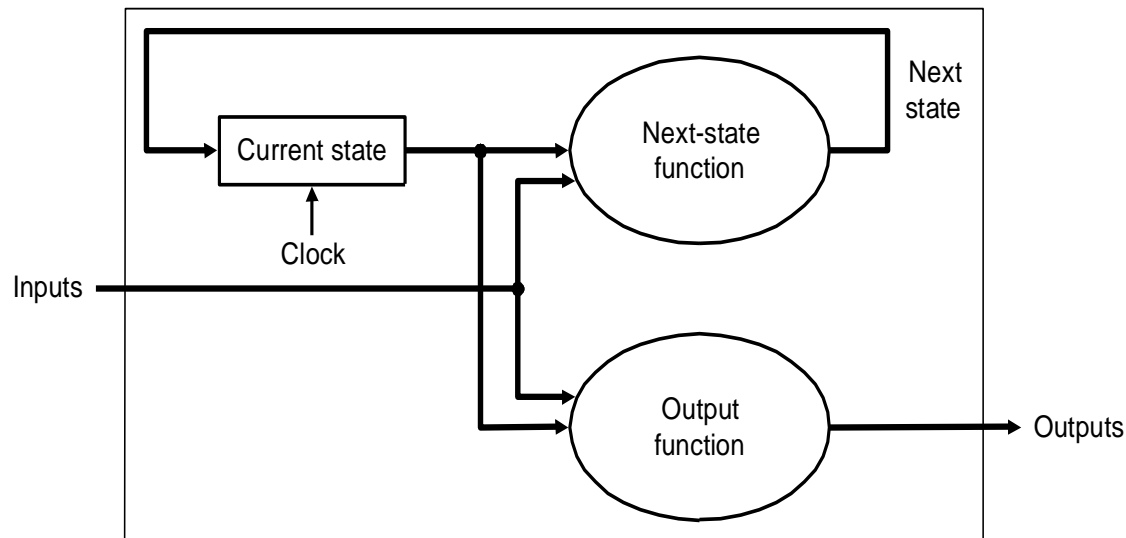 Next
state
Current state
Next-state
function
Clock
Inputs
Output
function
Outputs